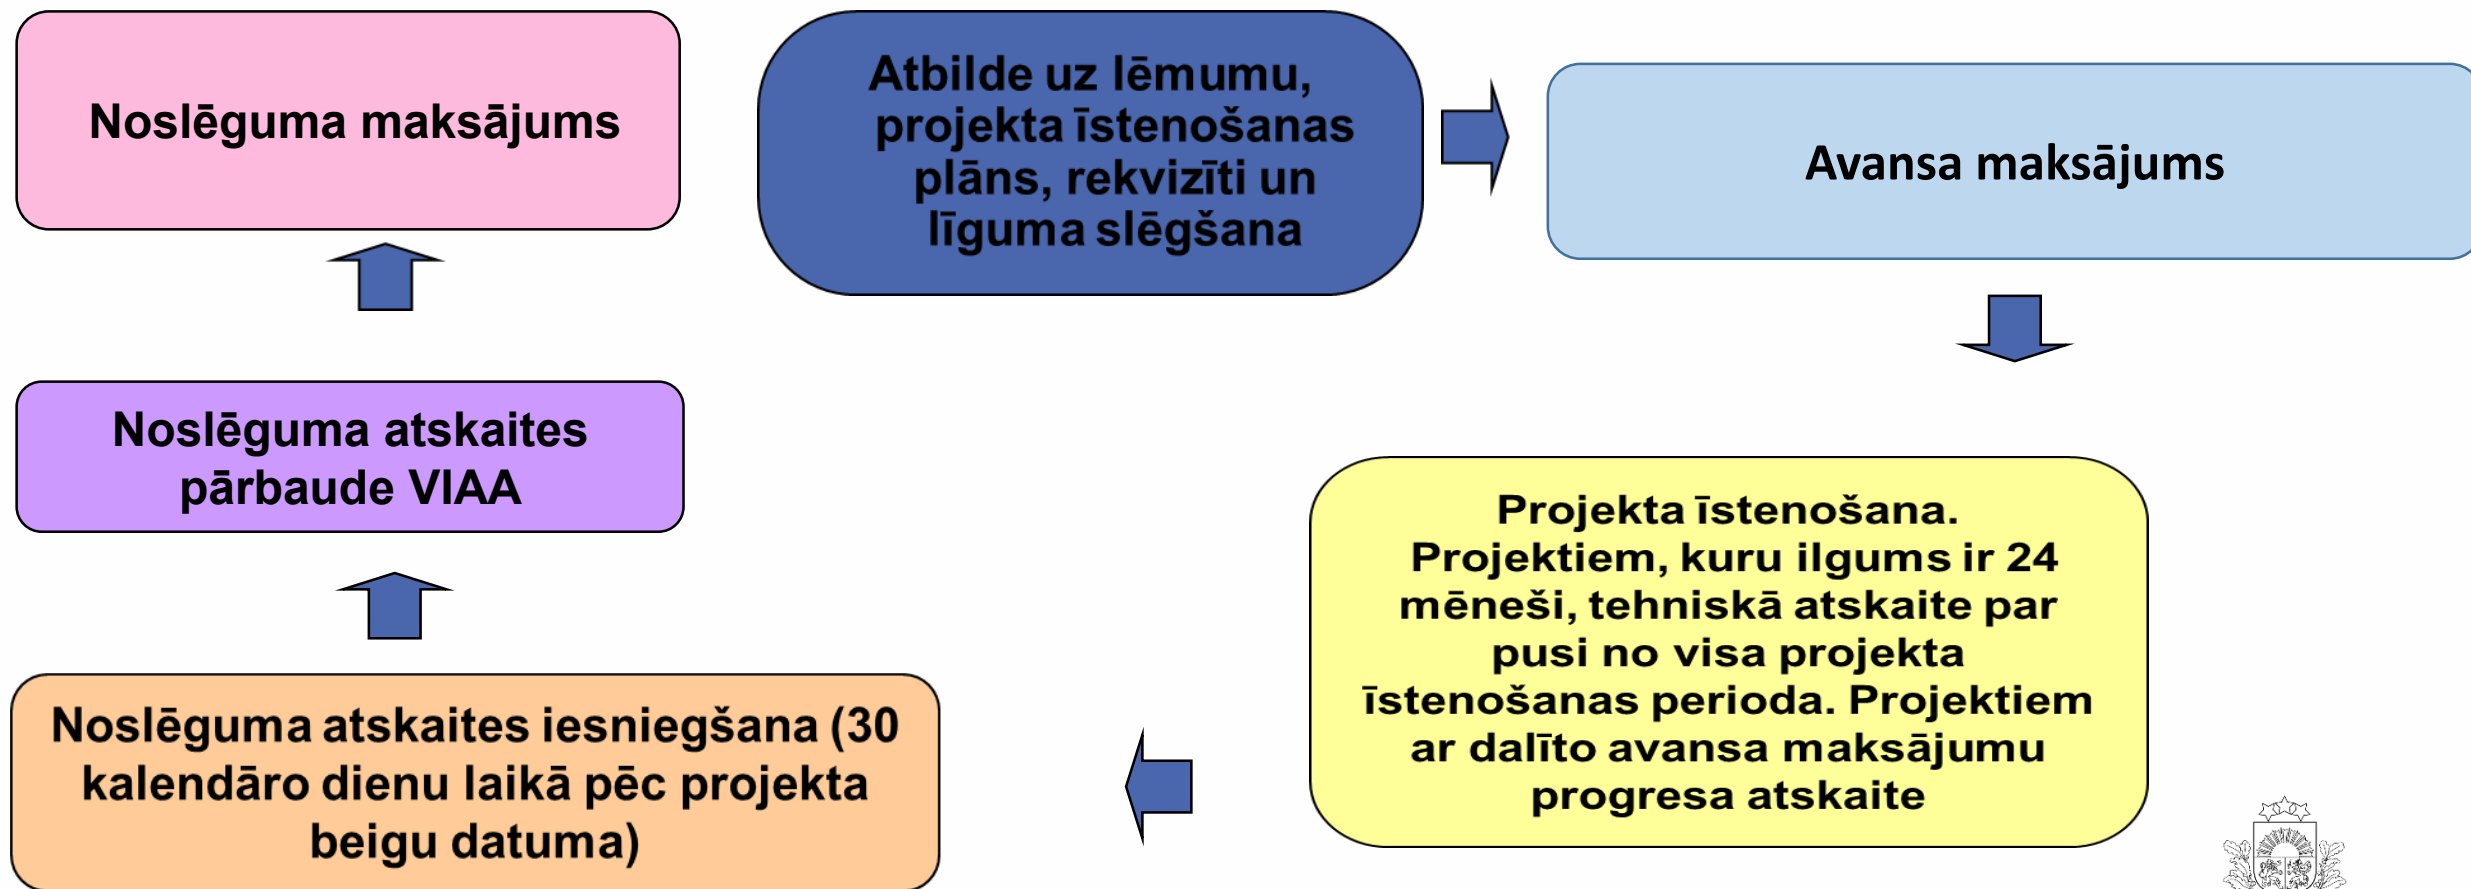 Noslēguma maksājums
Atbilde uz lēmumu,
projekta īstenošanas
plāns, rekvizīti un
līguma slēgšana
Avansa maksājums
Noslēguma atskaites
pārbaude VIAA
Projekta īstenošana.
Projektiem, kuru ilgums ir 24
mēneši, tehniskā atskaite par
pusi no visa projekta
īstenošanas perioda. Projektiem
ar dalīto avansa maksājumu
progresa atskaite
Noslēguma atskaites iesniegšana (30
kalendāro dienu laikā pēc projekta
beigu datuma)